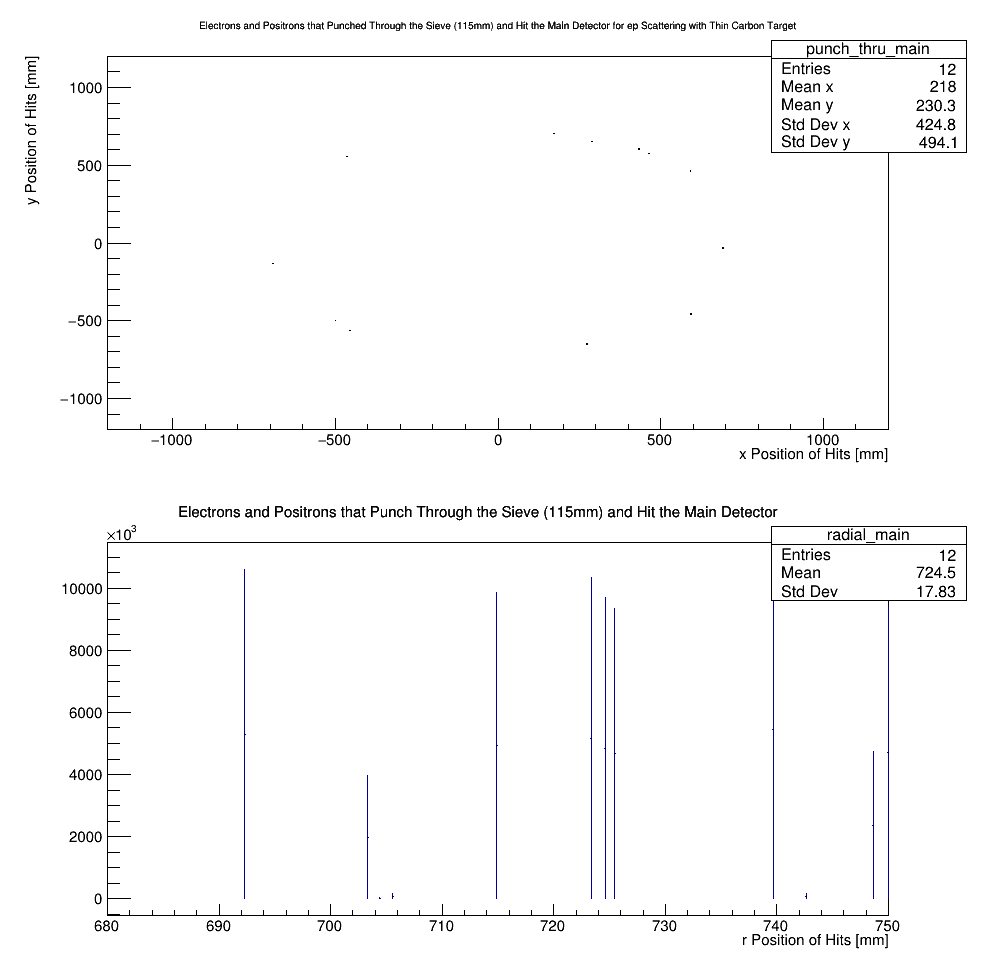 Electrons and Positrons that Punched Through the Sieve (115mm) and Hit the Main Detector for ep Scattering with Thin Carbon Target
punch_thru_main
Entries 12
Mean x 218
Mean y 230.3
Std Dev x 424.8
Std Dev y 494.1
y Position of Hits [mm]
1000
500
0
−500
−1000
−1000 −500 0 500 1000
x Position of Hits [mm]
Electrons and Positrons that Punch Through the Sieve (115mm) and Hit the Main Detector
×10³
radial_main
Entries 12
Mean 724.5
Std Dev 17.83
10000
8000
6000
4000
2000
0
680 690 700 710 720 730 740 750
r Position of Hits [mm]